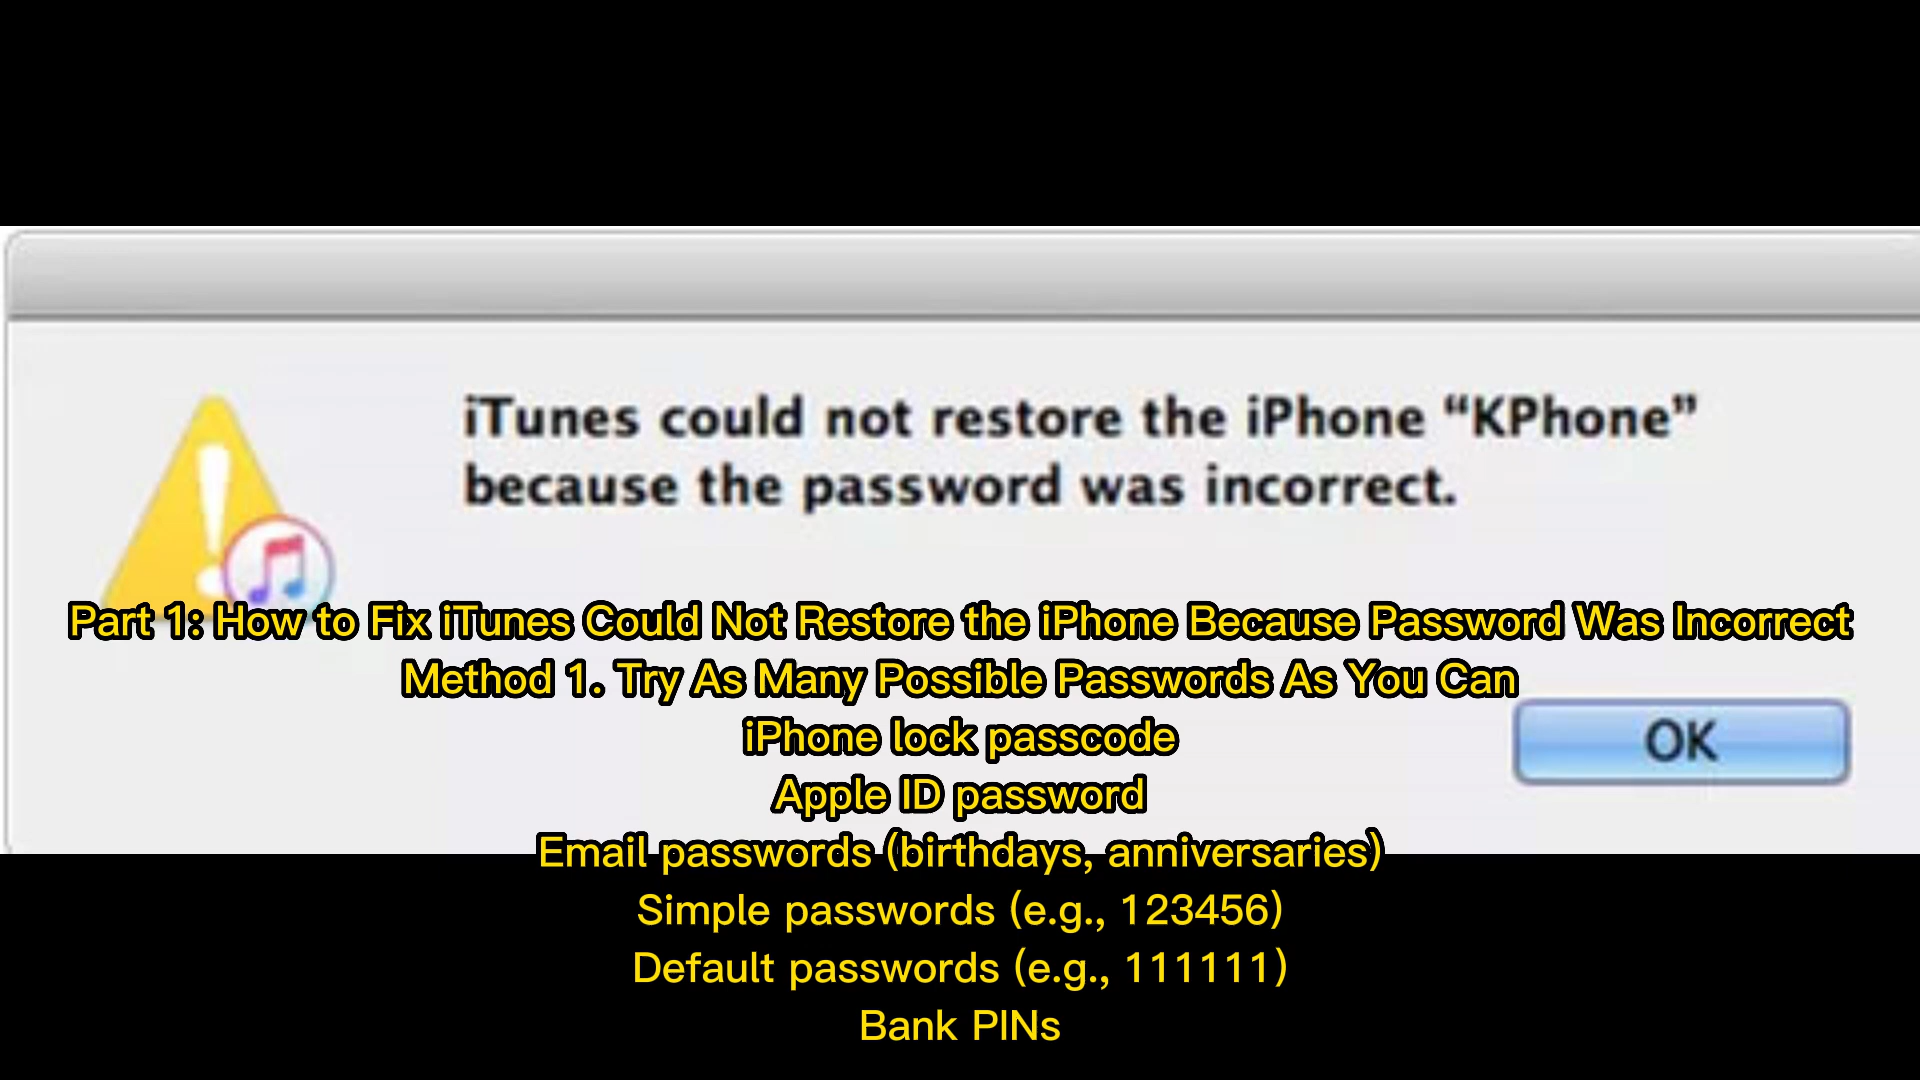 iTunes could not restore the iPhone “KPhone”
because the password was incorrect.
Part 1: How to Fix iTunes Could Not Restore the iPhone Because Password Was Incorrect
Method 1. Try As Many Possible Passwords As You Can
OK
iPhone lock passcode
Apple ID password
Email passwords (birthdays, anniversaries)
Simple passwords (e.g., 123456)
Default passwords (e.g., 111111)
Bank PINs